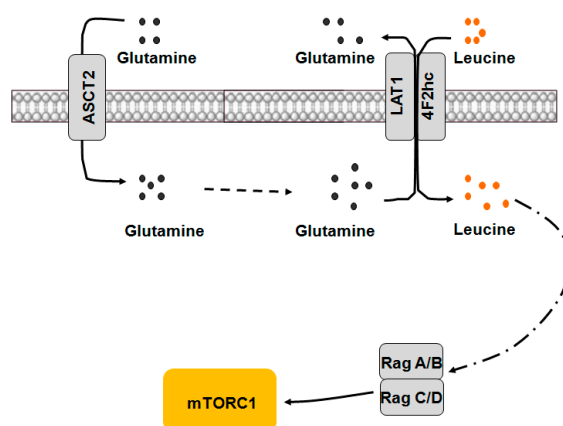 Glutamine
Glutamine
Leucine
ASCT2
LAT1
4F2hc
Glutamine
Glutamine
Leucine
Rag A/B
Rag C/D
mTORC1